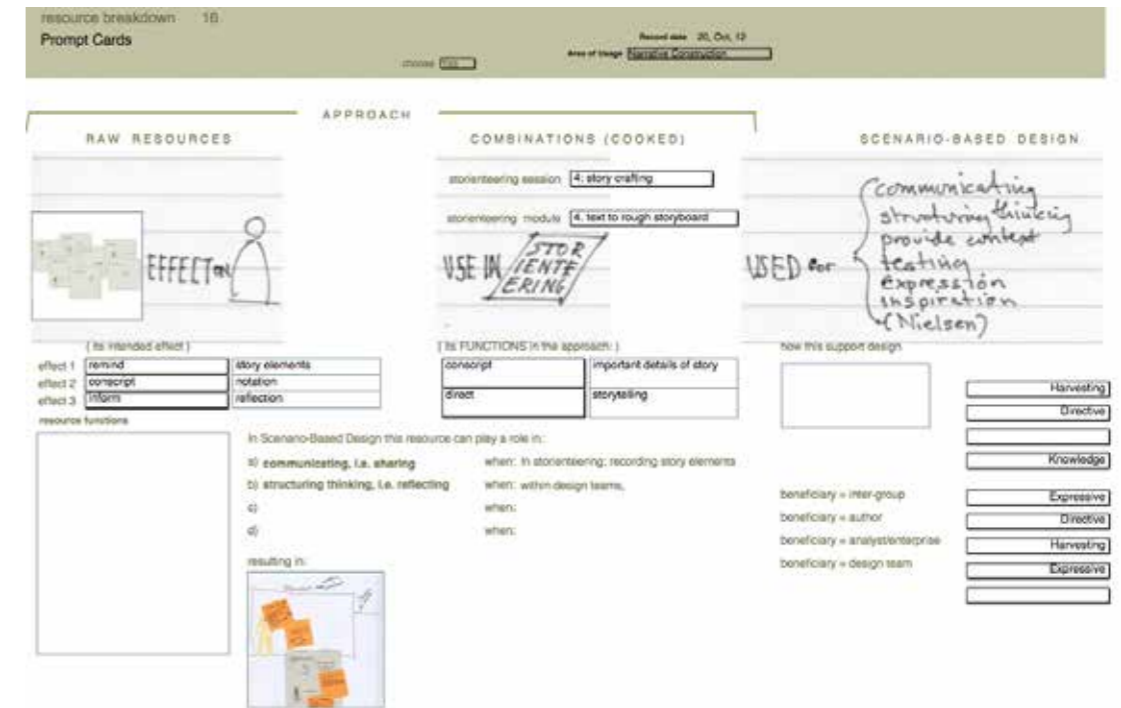 resource breakdown 16
Prompt Cards
Record date 20, Oct, 12
Area of Usage Narrative Construction
choose
APPROACH
RAW RESOURCES
COMBINATIONS (COOKED)
SCENARIO-BASED DESIGN
storienteering session 4: story crafting
storienteering module 4. text to rough storyboard
EFFECT on
USE IN
STOR
IENTE
ERING
USED for
communicating
structuring thinking
provide context
testing
expression
inspiration
(Nielsen)
( its intended effect )
effect 1 remind story elements
effect 2 conscript notation
effect 3 inform reflection
( its FUNCTIONS in the approach: )
conscript important details of story
direct storytelling
how this support design
Harvesting
Directive
Knowledge
resource functions
In Scenario-Based Design this resource can play a role in:
a) communicating, i.e. sharing when: In storienteering; recording story elements
b) structuring thinking, i.e. reflecting when: within design teams,
c) when:
d) when:
resulting in:
beneficiary = inter-group Expressive
beneficiary = author Directive
beneficiary = analyst/enterprise Harvesting
beneficiary = design team Expressive